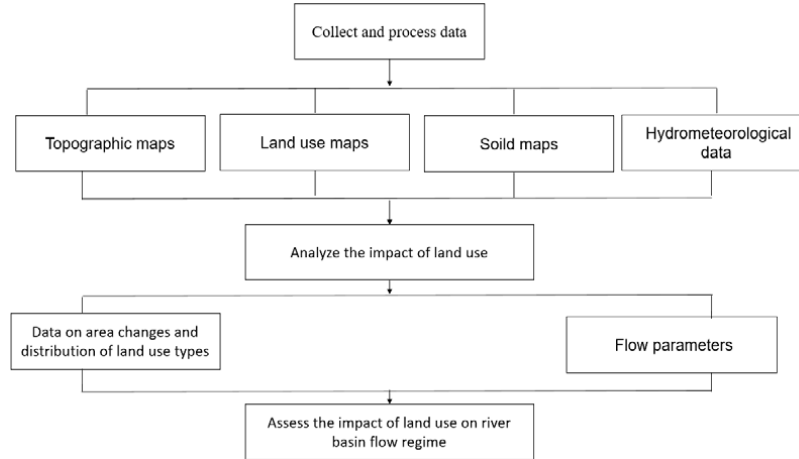 Collect and process data
Topographic maps
Land use maps
Soild maps
Hydrometeorological
data
Analyze the impact of land use
Data on area changes and
distribution of land use types
Flow parameters
Assess the impact of land use on river
basin flow regime